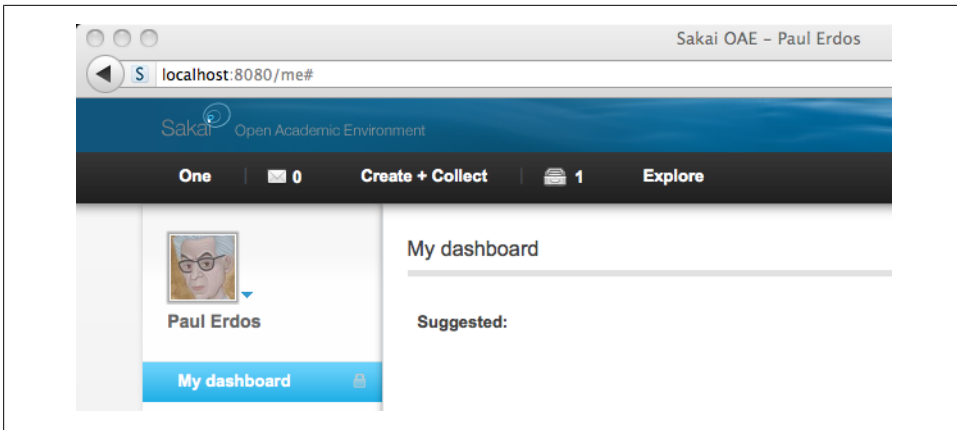 Sakai OAE – Paul Erdos
S localhost:8080/me#
Sakai Open Academic Environment
One 0 Create + Collect 1 Explore
My dashboard
Paul Erdos
Suggested:
My dashboard